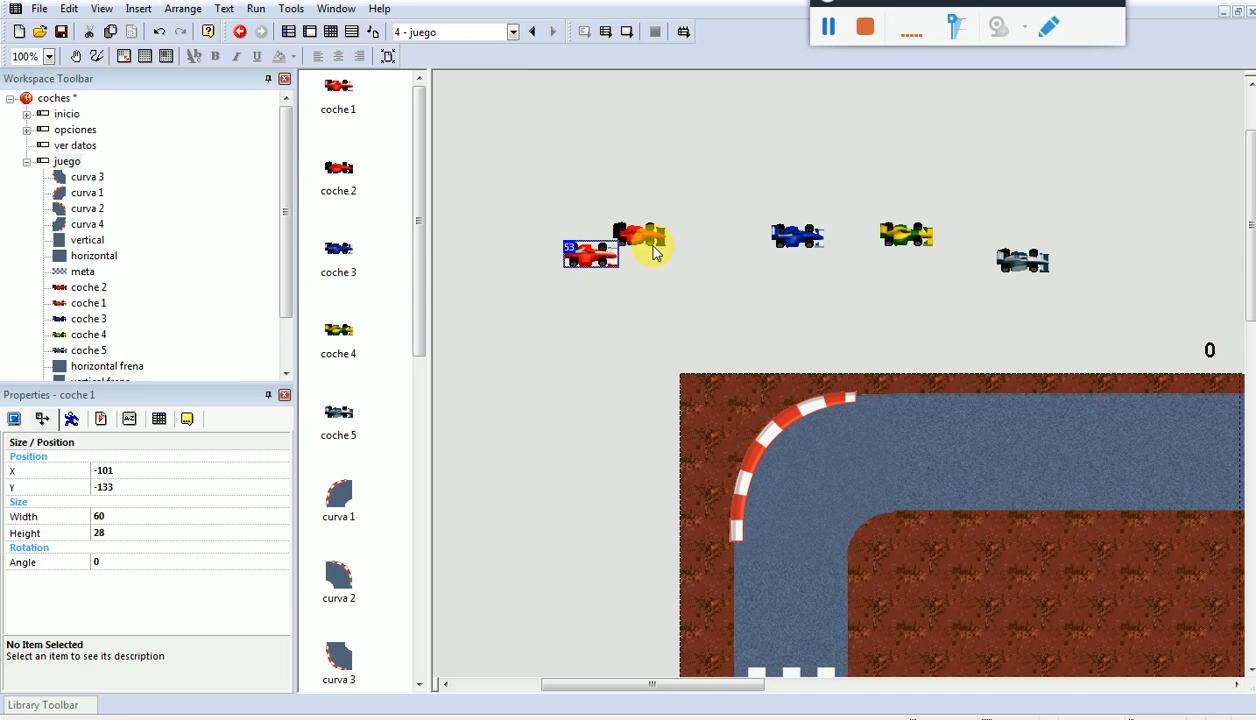 File Edit View Insert Arrange Text Run Tools Window Help
4 - juego
100% B I U
Workspace Toolbar
coches *
inicio
opciones
ver datos
juego
curva 3
curva 1
curva 2
curva 4
vertical
horizontal
meta
coche 2
coche 1
coche 3
coche 4
coche 5
horizontal frena
vertical frena
Properties - coche 1
Size / Position
Position
X -101
Y -133
Size
Width 60
Height 28
Rotation
Angle 0
No Item Selected
Select an item to see its description
Library Toolbar
coche 1
coche 2
coche 3
coche 4
coche 5
curva 1
curva 2
curva 3
53
0